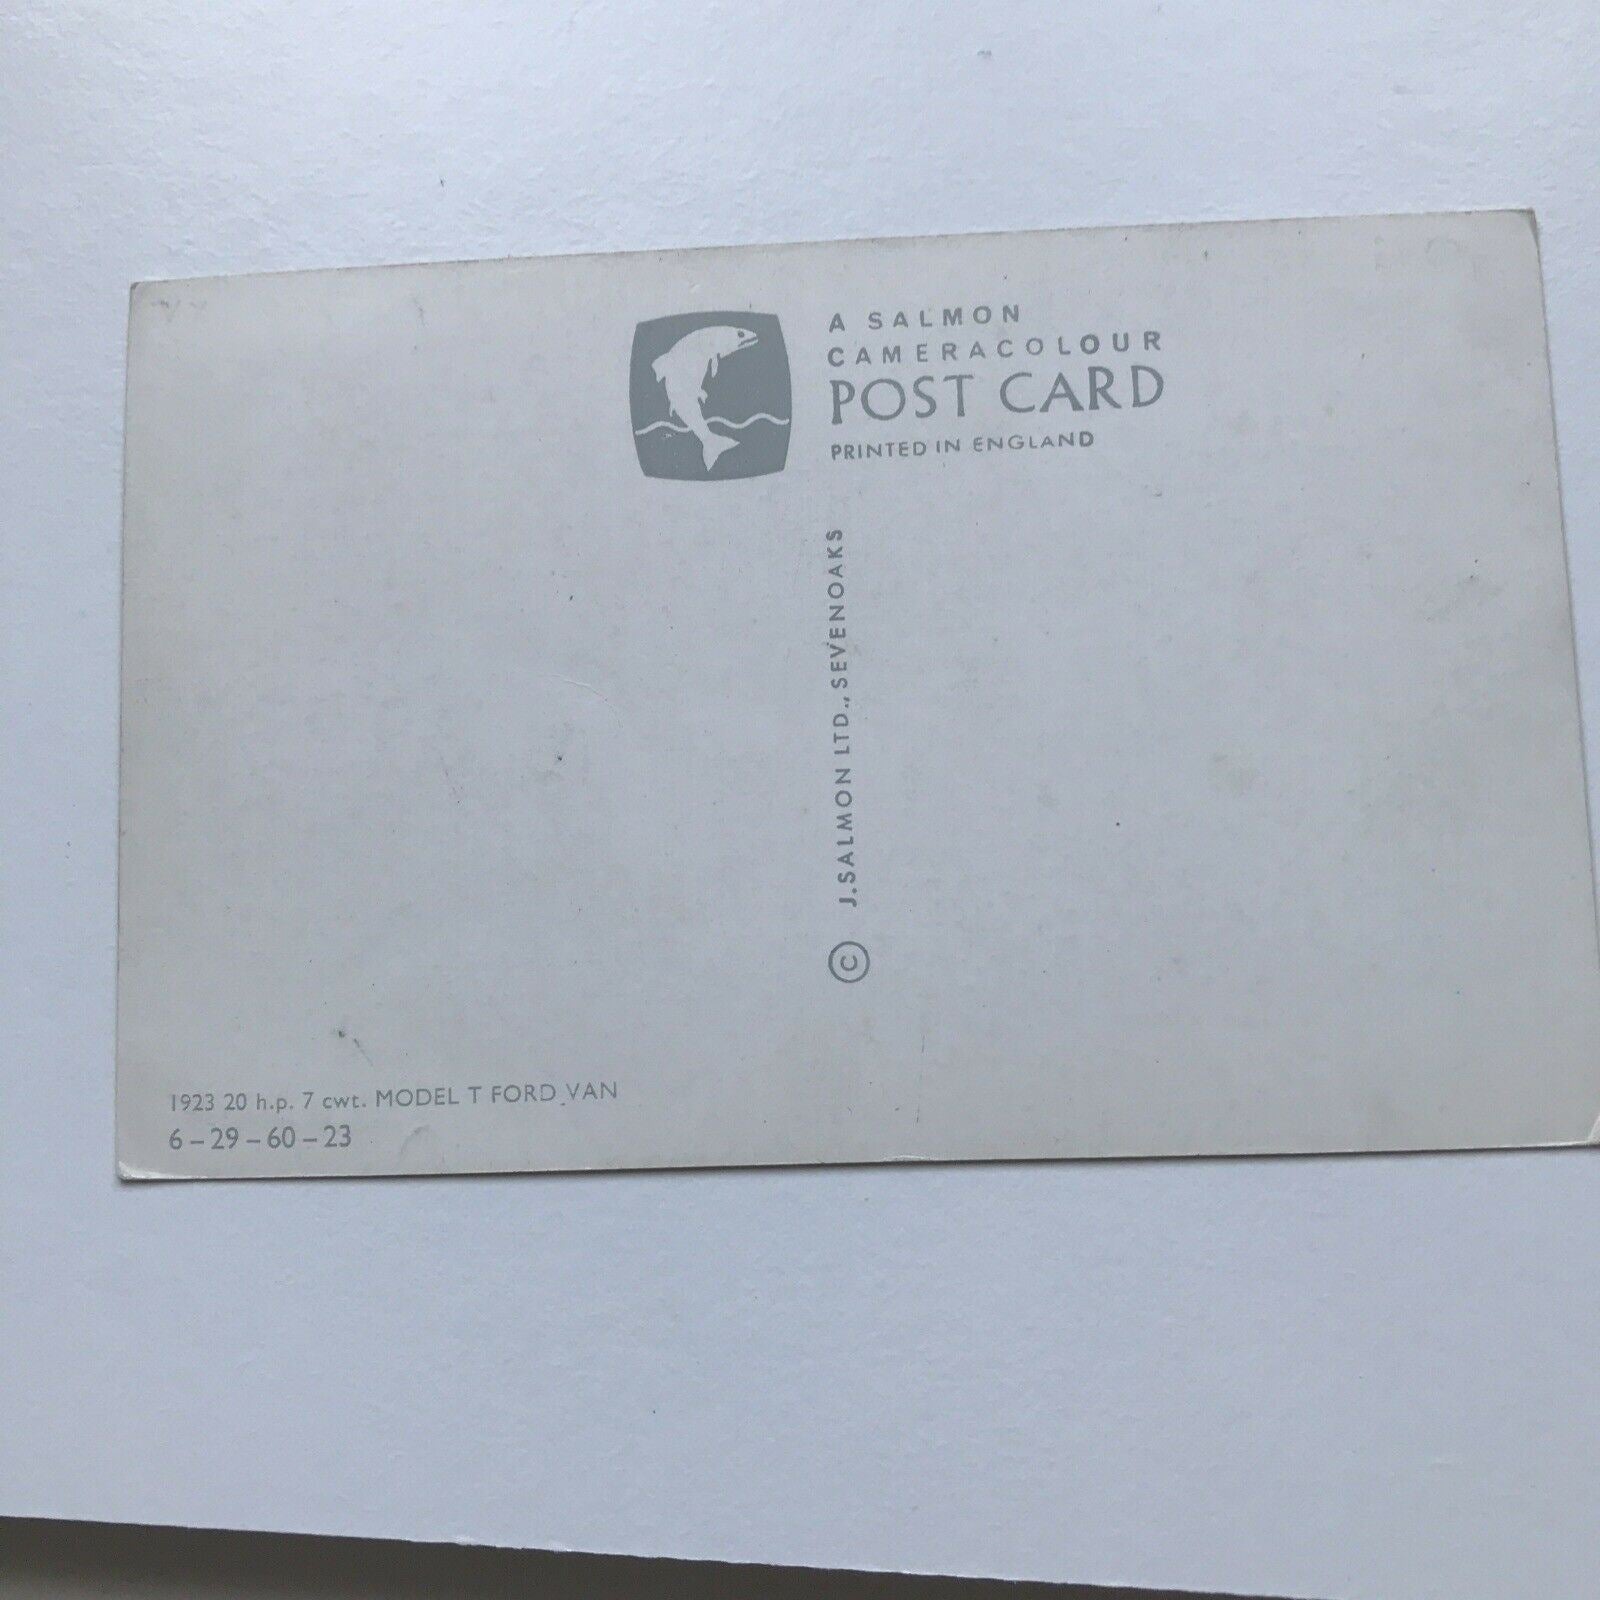 A SALMON
CAMERACOLOUR
POST CARD
PRINTED IN ENGLAND
© J. SALMON LTD., SEVENOAKS
1923 20 h.p. 7 cwt. MODEL T FORD VAN
6 – 29 – 60 – 23